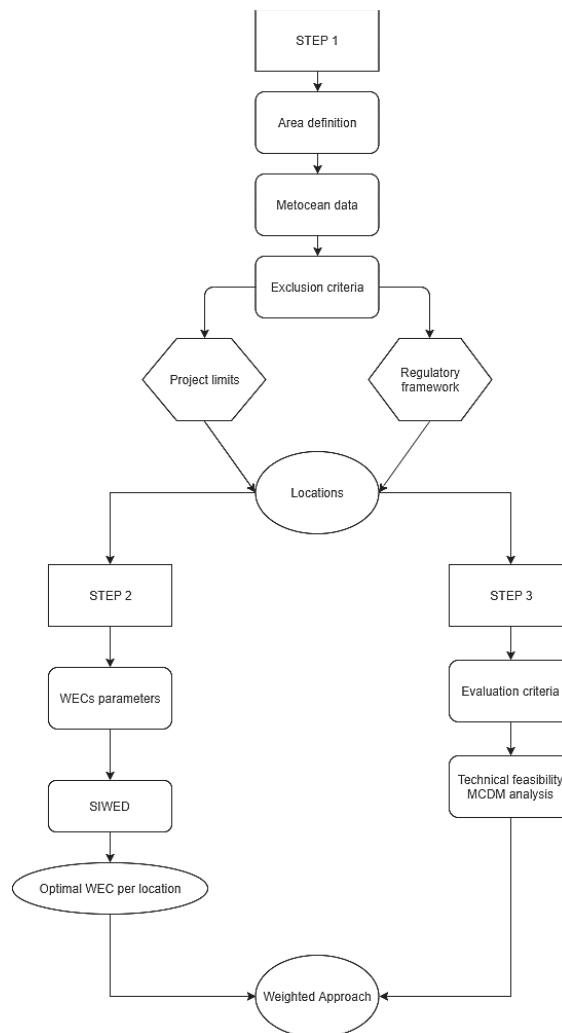 STEP 1
Area definition
Metocean data
Exclusion criteria
Project limits
Regulatory
framework
Locations
STEP 2
WECs parameters
SIWED
Optimal WEC per location
STEP 3
Evaluation criteria
Technical feasibility
MCDM analysis
Weighted Approach